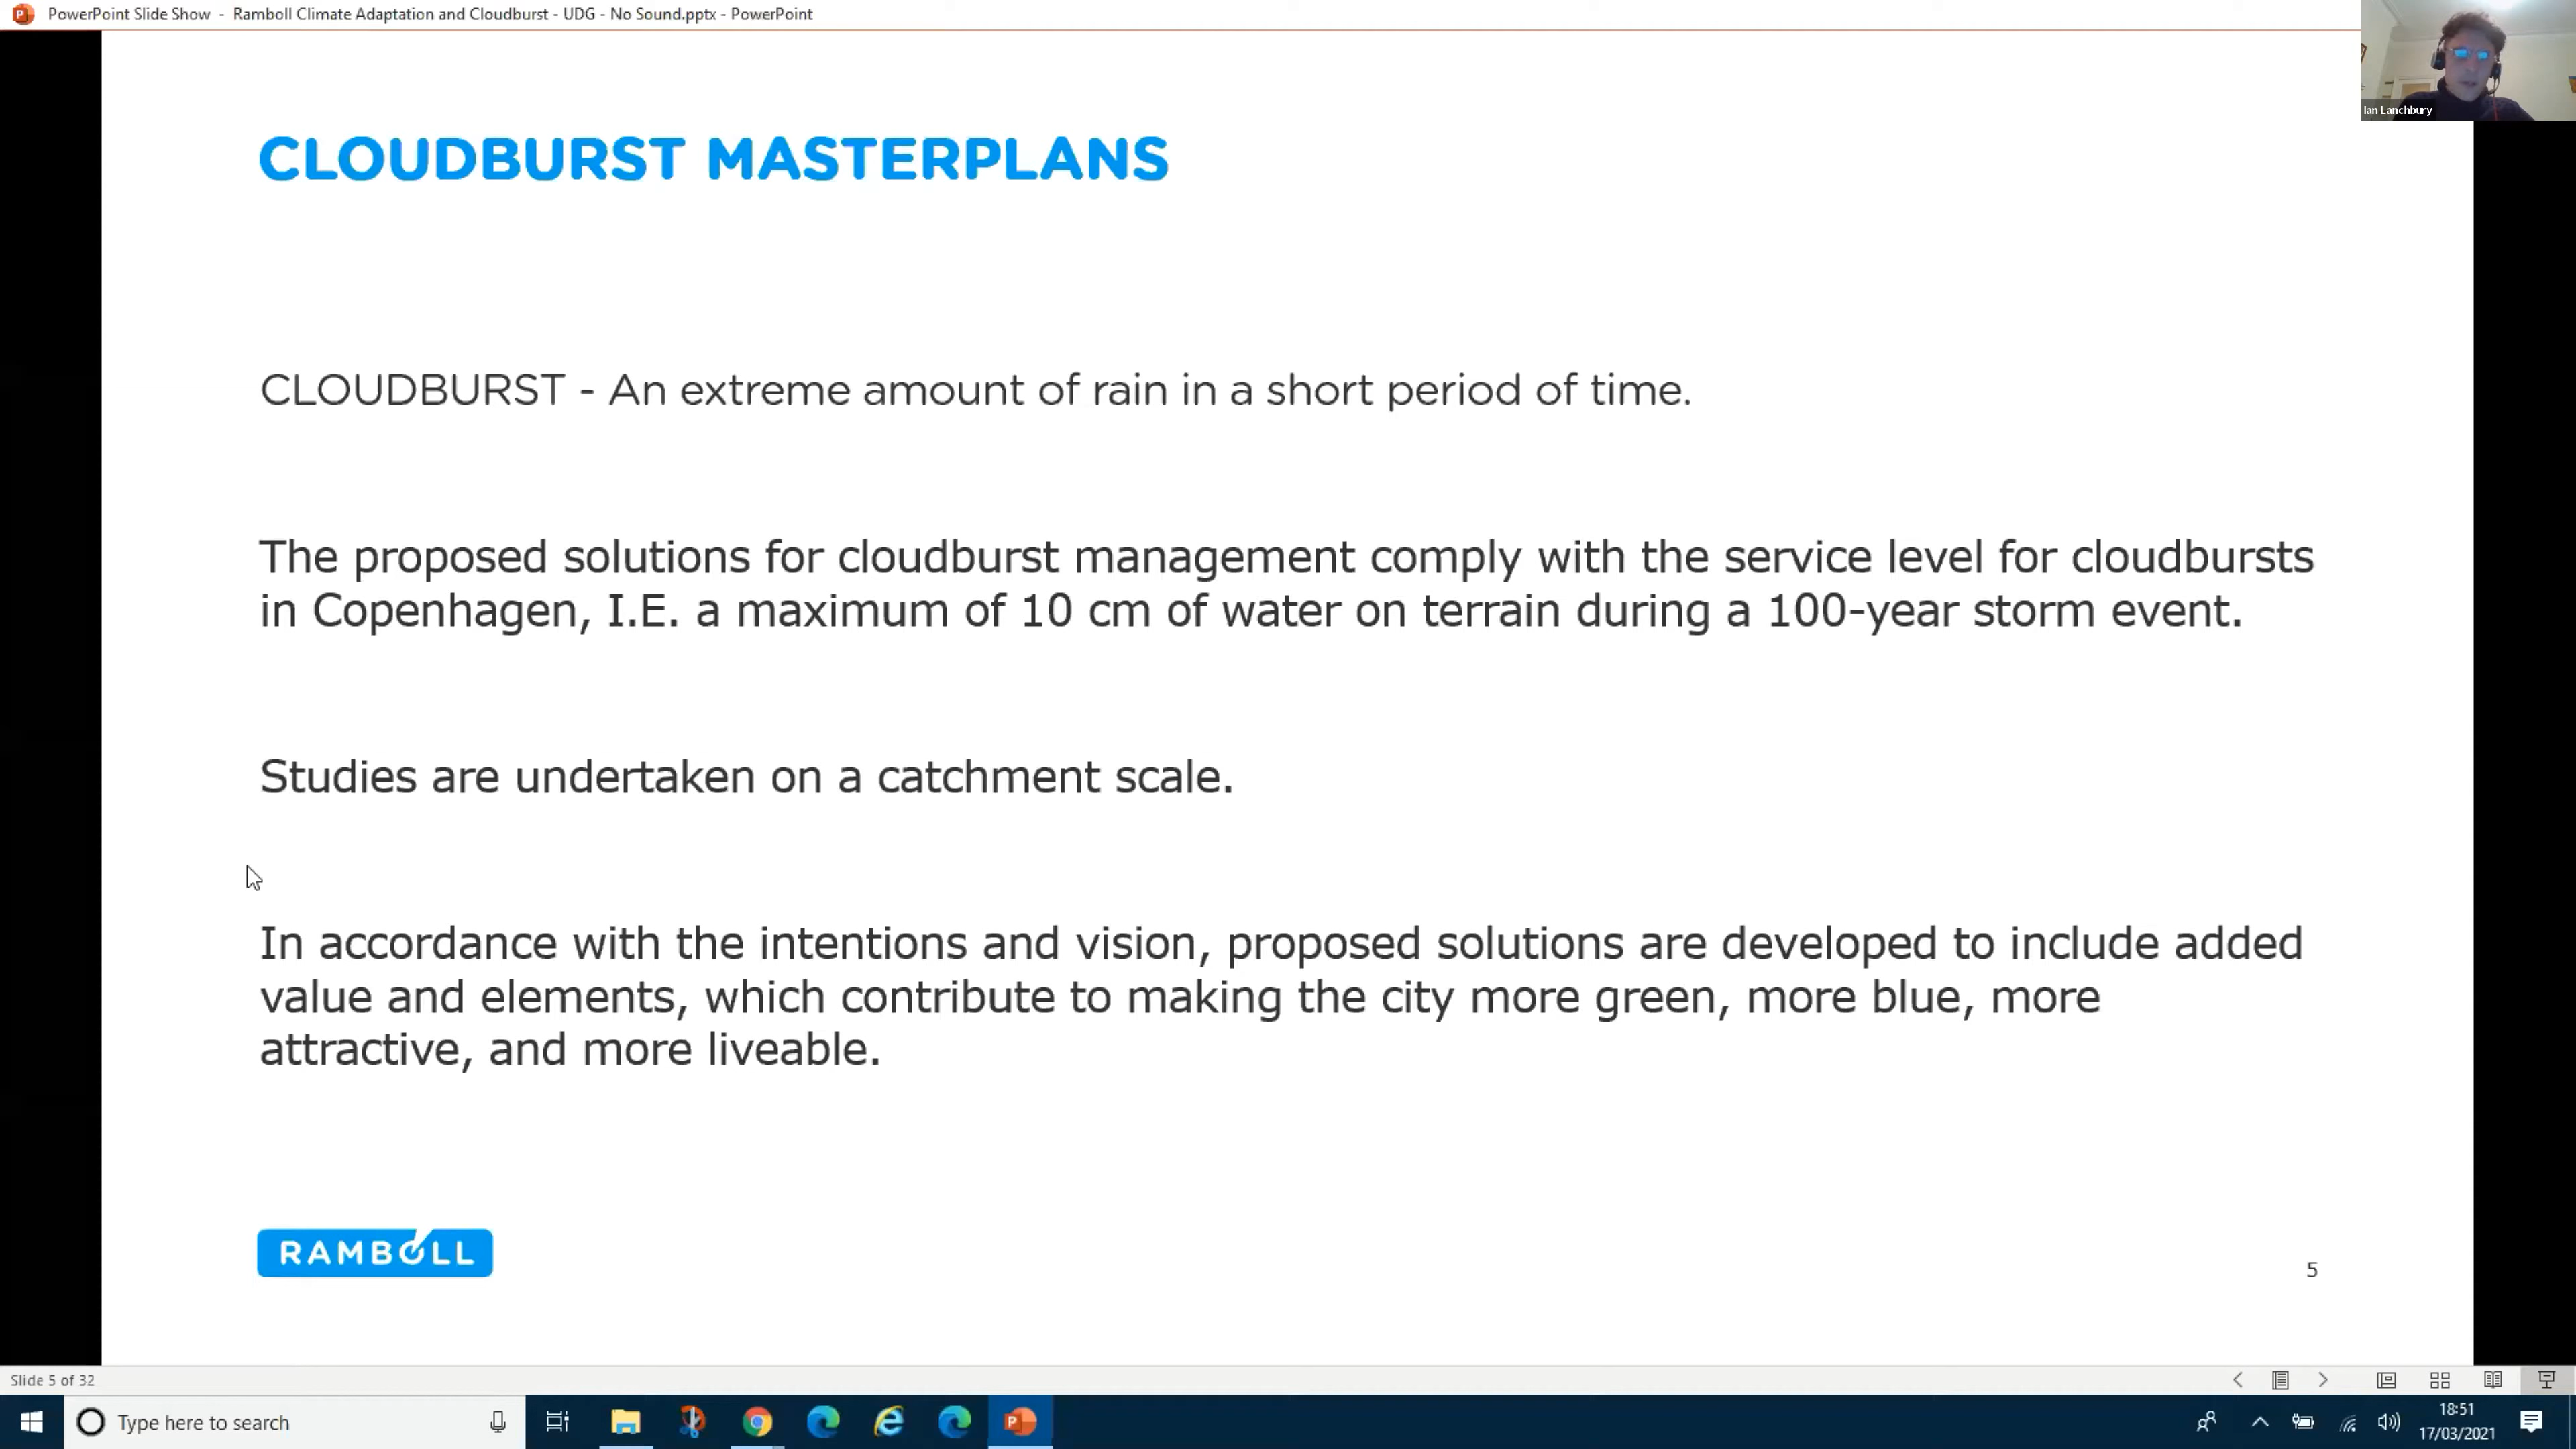 PowerPoint Slide Show - Ramboll Climate Adaptation and Cloudburst - UDG - No Sound.pptx - PowerPoint
Ian Lanchbury
CLOUDBURST MASTERPLANS
CLOUDBURST - An extreme amount of rain in a short period of time.
The proposed solutions for cloudburst management comply with the service level for cloudbursts
in Copenhagen, I.E. a maximum of 10 cm of water on terrain during a 100-year storm event.
Studies are undertaken on a catchment scale.
In accordance with the intentions and vision, proposed solutions are developed to include added
value and elements, which contribute to making the city more green, more blue, more
attractive, and more liveable.
RAMBOLL
5
Slide 5 of 32
Type here to search
18:51
17/03/2021